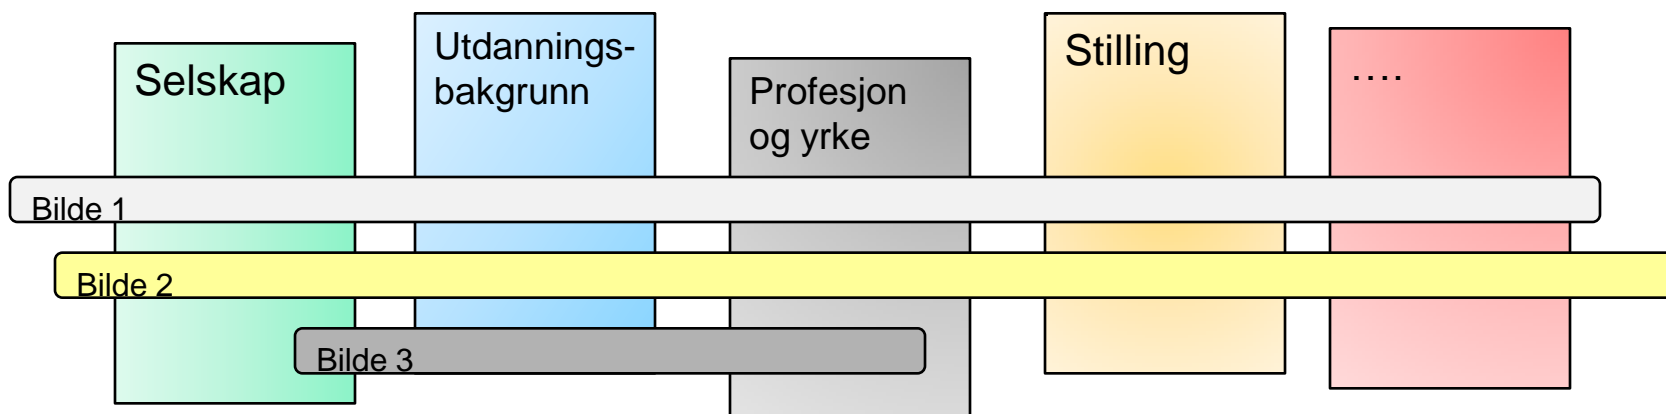 Selskap
Utdannings-
bakgrunn
Profesjon
og yrke
Stilling
....
Bilde 1
Bilde 2
Bilde 3